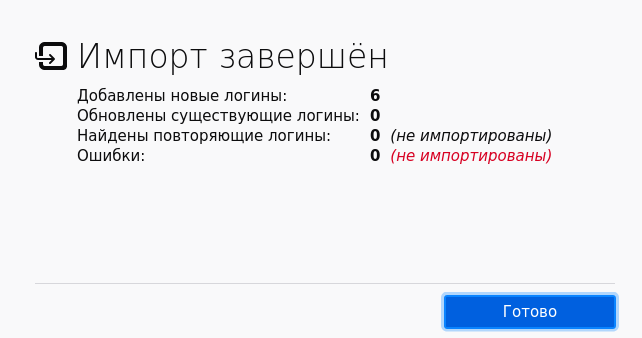 Импорт завершён
Добавлены новые логины: 6
Обновлены существующие логины: 0
Найдены повторяющие логины: 0 (не импортированы)
Ошибки: 0 (не импортированы)
Готово